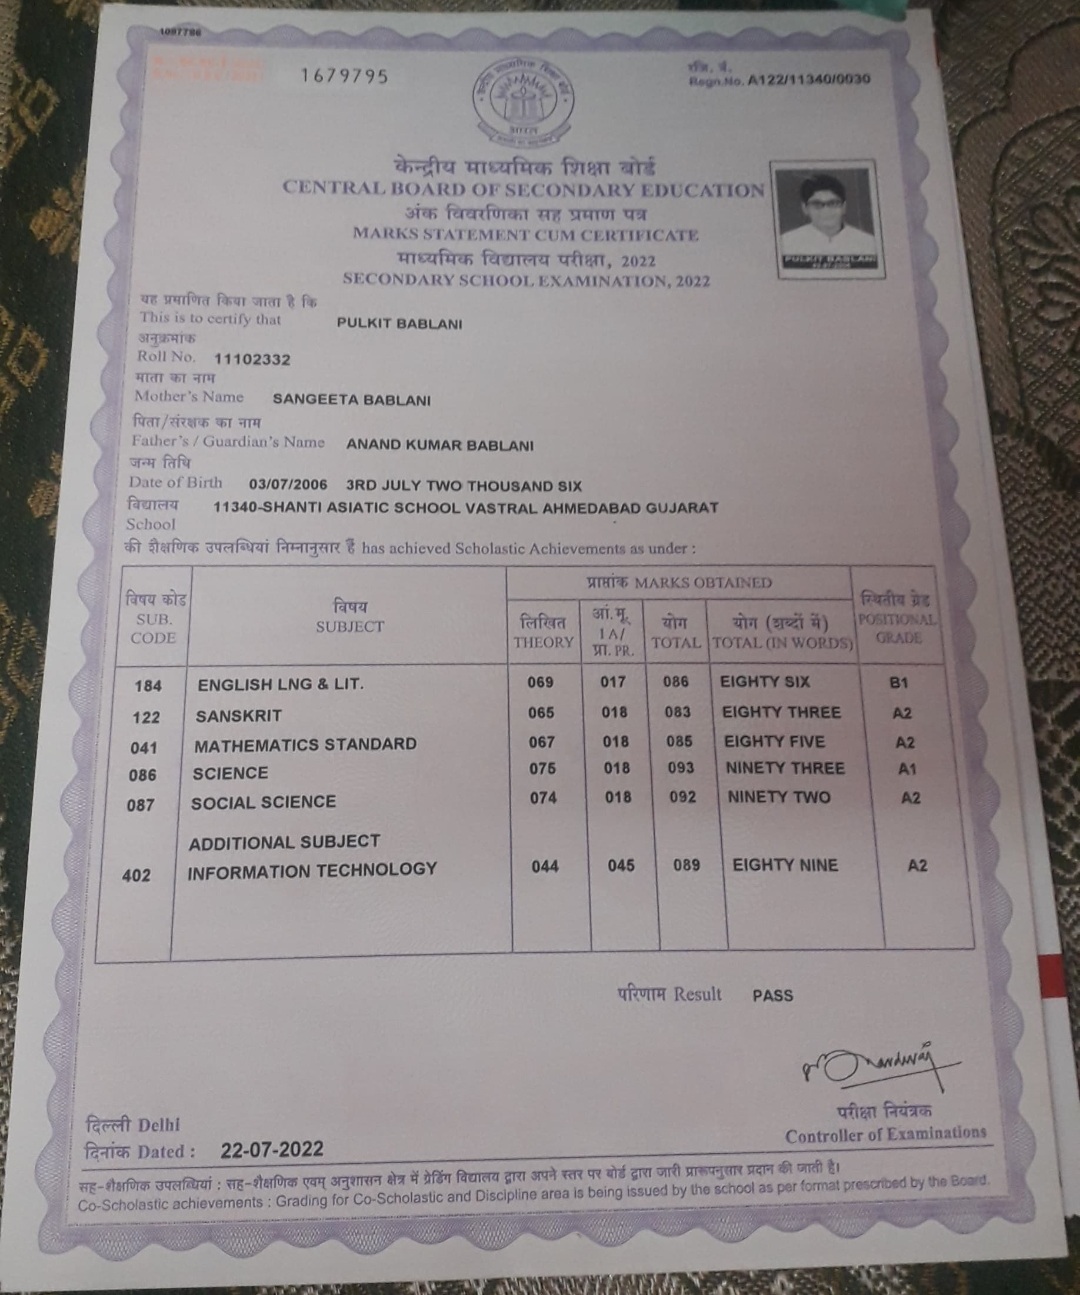 1097786
1679795
रजि. नं.
Regn.No. A122/11340/0030
केन्द्रीय माध्यमिक शिक्षा बोर्ड
भारत
केन्द्रीय माध्यमिक शिक्षा बोर्ड
CENTRAL BOARD OF SECONDARY EDUCATION
अंक विवरणिका सह प्रमाण पत्र
MARKS STATEMENT CUM CERTIFICATE
माध्यमिक विद्यालय परीक्षा, 2022
SECONDARY SCHOOL EXAMINATION, 2022
PULKIT BABLANI
यह प्रमाणित किया जाता है कि
This is to certify that PULKIT BABLANI
अनुक्रमांक
Roll No. 11102332
माता का नाम
Mother's Name SANGEETA BABLANI
पिता/संरक्षक का नाम
Father's / Guardian's Name ANAND KUMAR BABLANI
जन्म तिथि
Date of Birth 03/07/2006 3RD JULY TWO THOUSAND SIX
विद्यालय 11340-SHANTI ASIATIC SCHOOL VASTRAL AHMEDABAD GUJARAT
School
की शैक्षणिक उपलब्धियां निम्नानुसार हैं has achieved Scholastic Achievements as under :
विषय कोड
SUB.
CODE
विषय
SUBJECT
प्राप्तांक MARKS OBTAINED
लिखित
THEORY
आं.मू.
IA/
प्रा. PR.
योग
TOTAL
योग (शब्दों में)
TOTAL (IN WORDS)
स्थितीय ग्रेड
POSITIONAL
GRADE
184 ENGLISH LNG & LIT. 069 017 086 EIGHTY SIX B1
122 SANSKRIT 065 018 083 EIGHTY THREE A2
041 MATHEMATICS STANDARD 067 018 085 EIGHTY FIVE A2
086 SCIENCE 075 018 093 NINETY THREE A1
087 SOCIAL SCIENCE 074 018 092 NINETY TWO A2
ADDITIONAL SUBJECT
402 INFORMATION TECHNOLOGY 044 045 089 EIGHTY NINE A2
परिणाम Result PASS
परीक्षा नियंत्रक
Controller of Examinations
दिल्ली Delhi
दिनांक Dated : 22-07-2022
सह-शैक्षणिक उपलब्धियां : सह-शैक्षणिक एवम् अनुशासन क्षेत्र में ग्रेडिंग विद्यालय द्वारा अपने स्तर पर बोर्ड द्वारा जारी प्रारूपनुसार प्रदान की जाती है।
Co-Scholastic achievements : Grading for Co-Scholastic and Discipline area is being issued by the school as per format prescribed by the Board.